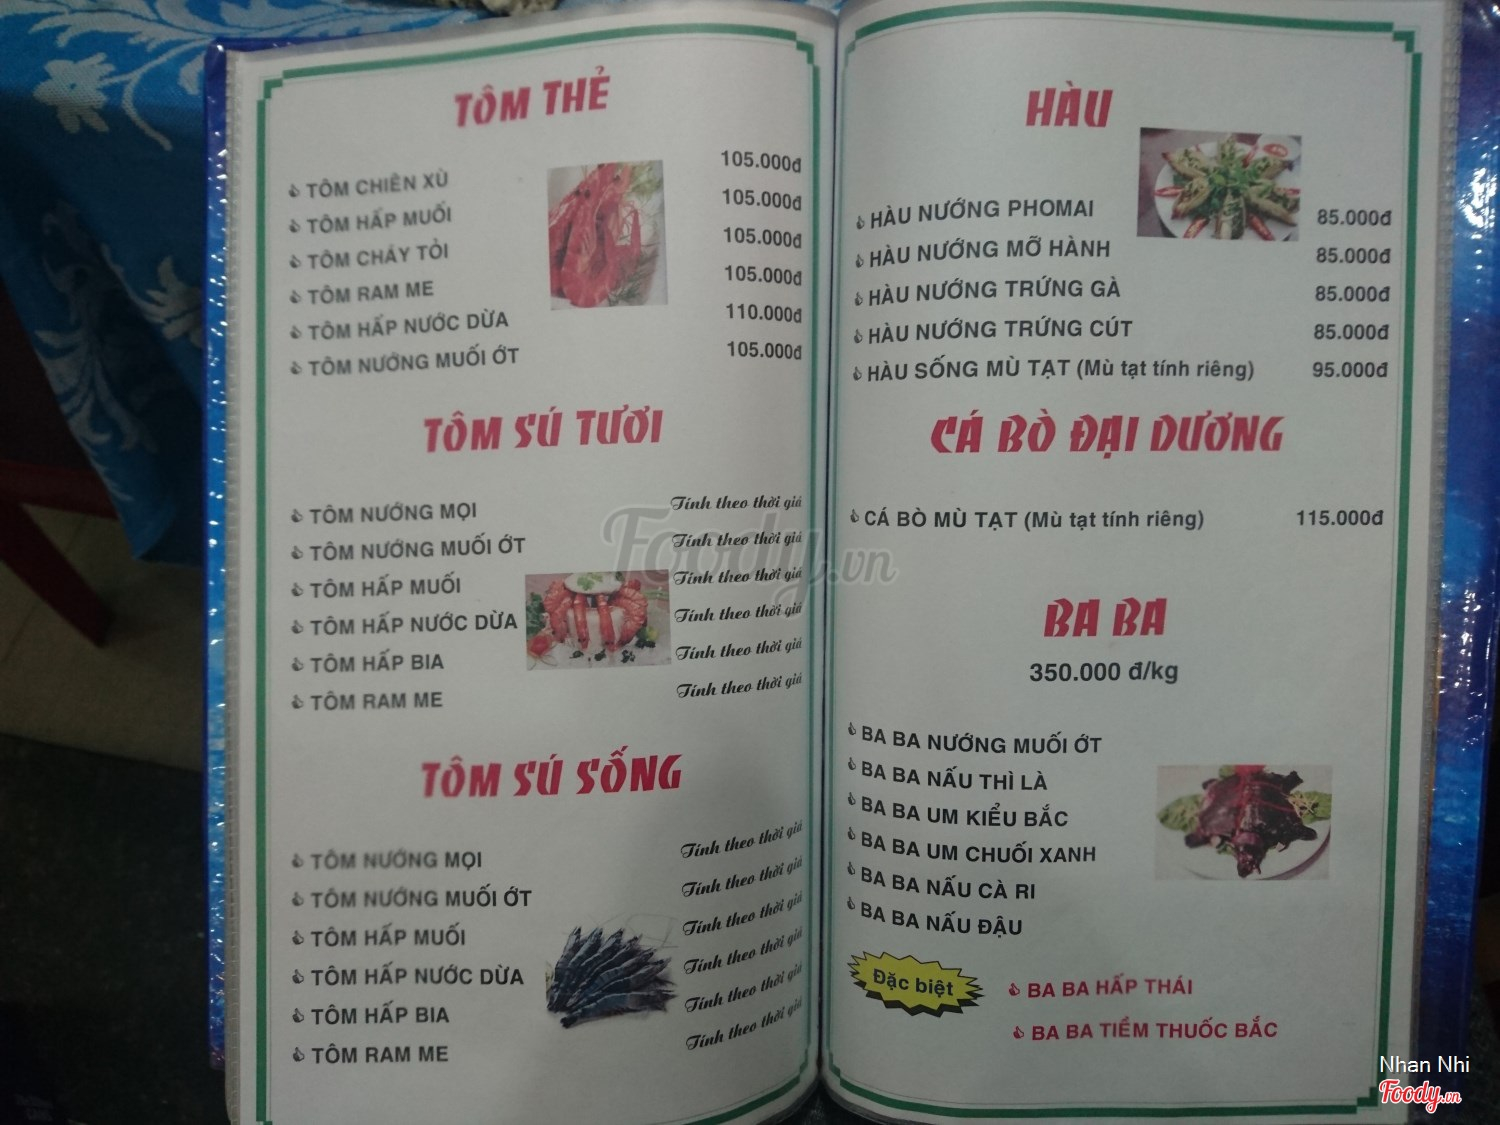 TÔM THẺ
TÔM CHIÊN XÙ 105.000đ
TÔM HẤP MUỐI 105.000đ
TÔM CHÁY TỎI 105.000đ
TÔM RAM ME 105.000đ
TÔM HẤP NƯỚC DỪA 110.000đ
TÔM NƯỚNG MUỐI ỚT 105.000đ
TÔM SÚ TƯƠI
TÔM NƯỚNG MỌI Tính theo thời giá
TÔM NƯỚNG MUỐI ỚT Tính theo thời giá
TÔM HẤP MUỐI Tính theo thời giá
TÔM HẤP NƯỚC DỪA Tính theo thời giá
TÔM HẤP BIA Tính theo thời giá
TÔM RAM ME Tính theo thời giá
TÔM SÚ SỐNG
TÔM NƯỚNG MỌI Tính theo thời giá
TÔM NƯỚNG MUỐI ỚT Tính theo thời giá
TÔM HẤP MUỐI Tính theo thời giá
TÔM HẤP NƯỚC DỪA Tính theo thời giá
TÔM HẤP BIA Tính theo thời giá
TÔM RAM ME Tính theo thời giá
HÀU
HÀU NƯỚNG PHOMAI 85.000đ
HÀU NƯỚNG MỠ HÀNH 85.000đ
HÀU NƯỚNG TRỨNG GÀ 85.000đ
HÀU NƯỚNG TRỨNG CÚT 85.000đ
HÀU SỐNG MÙ TẠT (Mù tạt tính riêng) 95.000đ
CÁ BÒ ĐẠI DƯƠNG
CÁ BÒ MÙ TẠT (Mù tạt tính riêng) 115.000đ
BA BA
350.000 đ/kg
BA BA NƯỚNG MUỐI ỚT
BA BA NẤU THÌ LÀ
BA BA UM KIỂU BẮC
BA BA UM CHUỐI XANH
BA BA NẤU CÀ RI
BA BA NẤU ĐẬU
Đặc biệt
BA BA HẤP THÁI
BA BA TIỀM THUỐC BẮC
Foody.vn
Nhan Nhi
Foody.vn